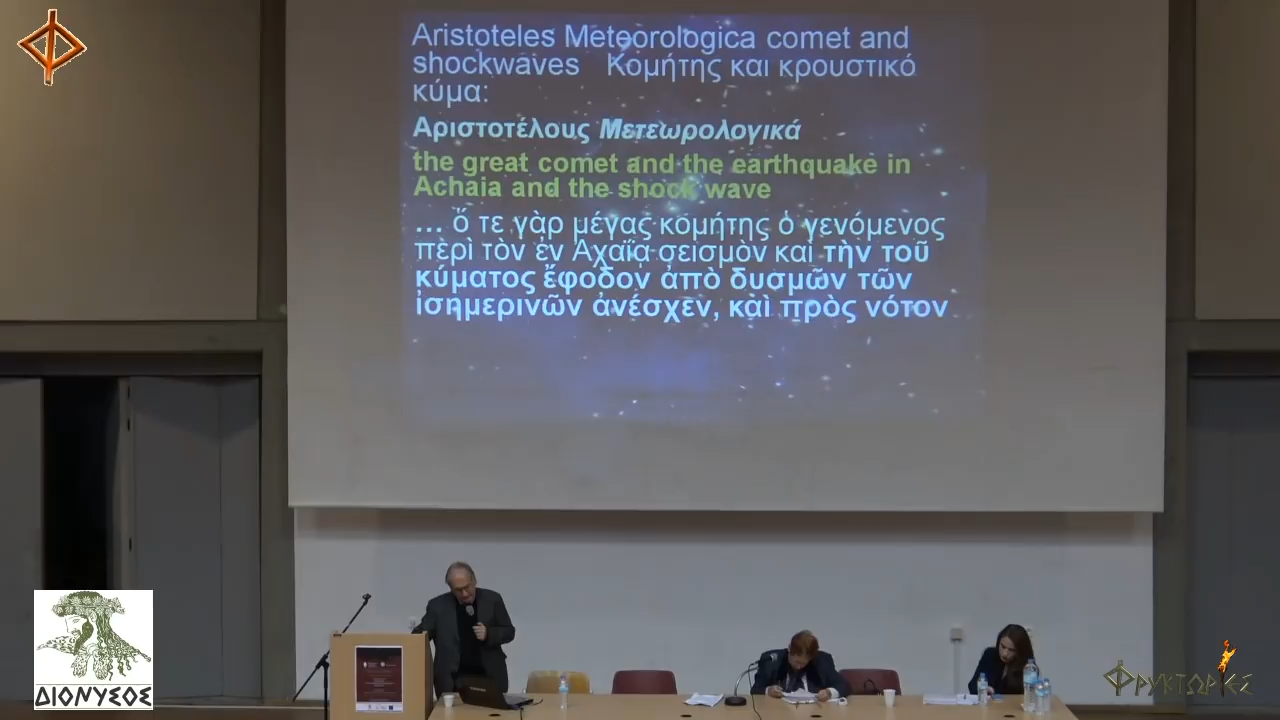 Aristoteles Meteorologica comet and
shockwaves Κομήτης και κρουστικό
κύμα:
Αριστοτέλους Μετεωρολογικά
the great comet and the earthquake in
Achaia and the shock wave
... ὅ τε γὰρ μέγας κομήτης ὁ γενόμενος
πὲρὶ τὸν ἐν Ἀχαΐᾳ σεισμὸν καὶ τὴν τοῦ
κύματος ἔφοδον ἀπὸ δυσμῶν τῶν
ἰσημερινῶν ἀνέσχεν, καὶ πρὸς νότον
ΔΙΟΝΥΣΟΣ
ΦΡΥΚΤΩΡΙΕΣ